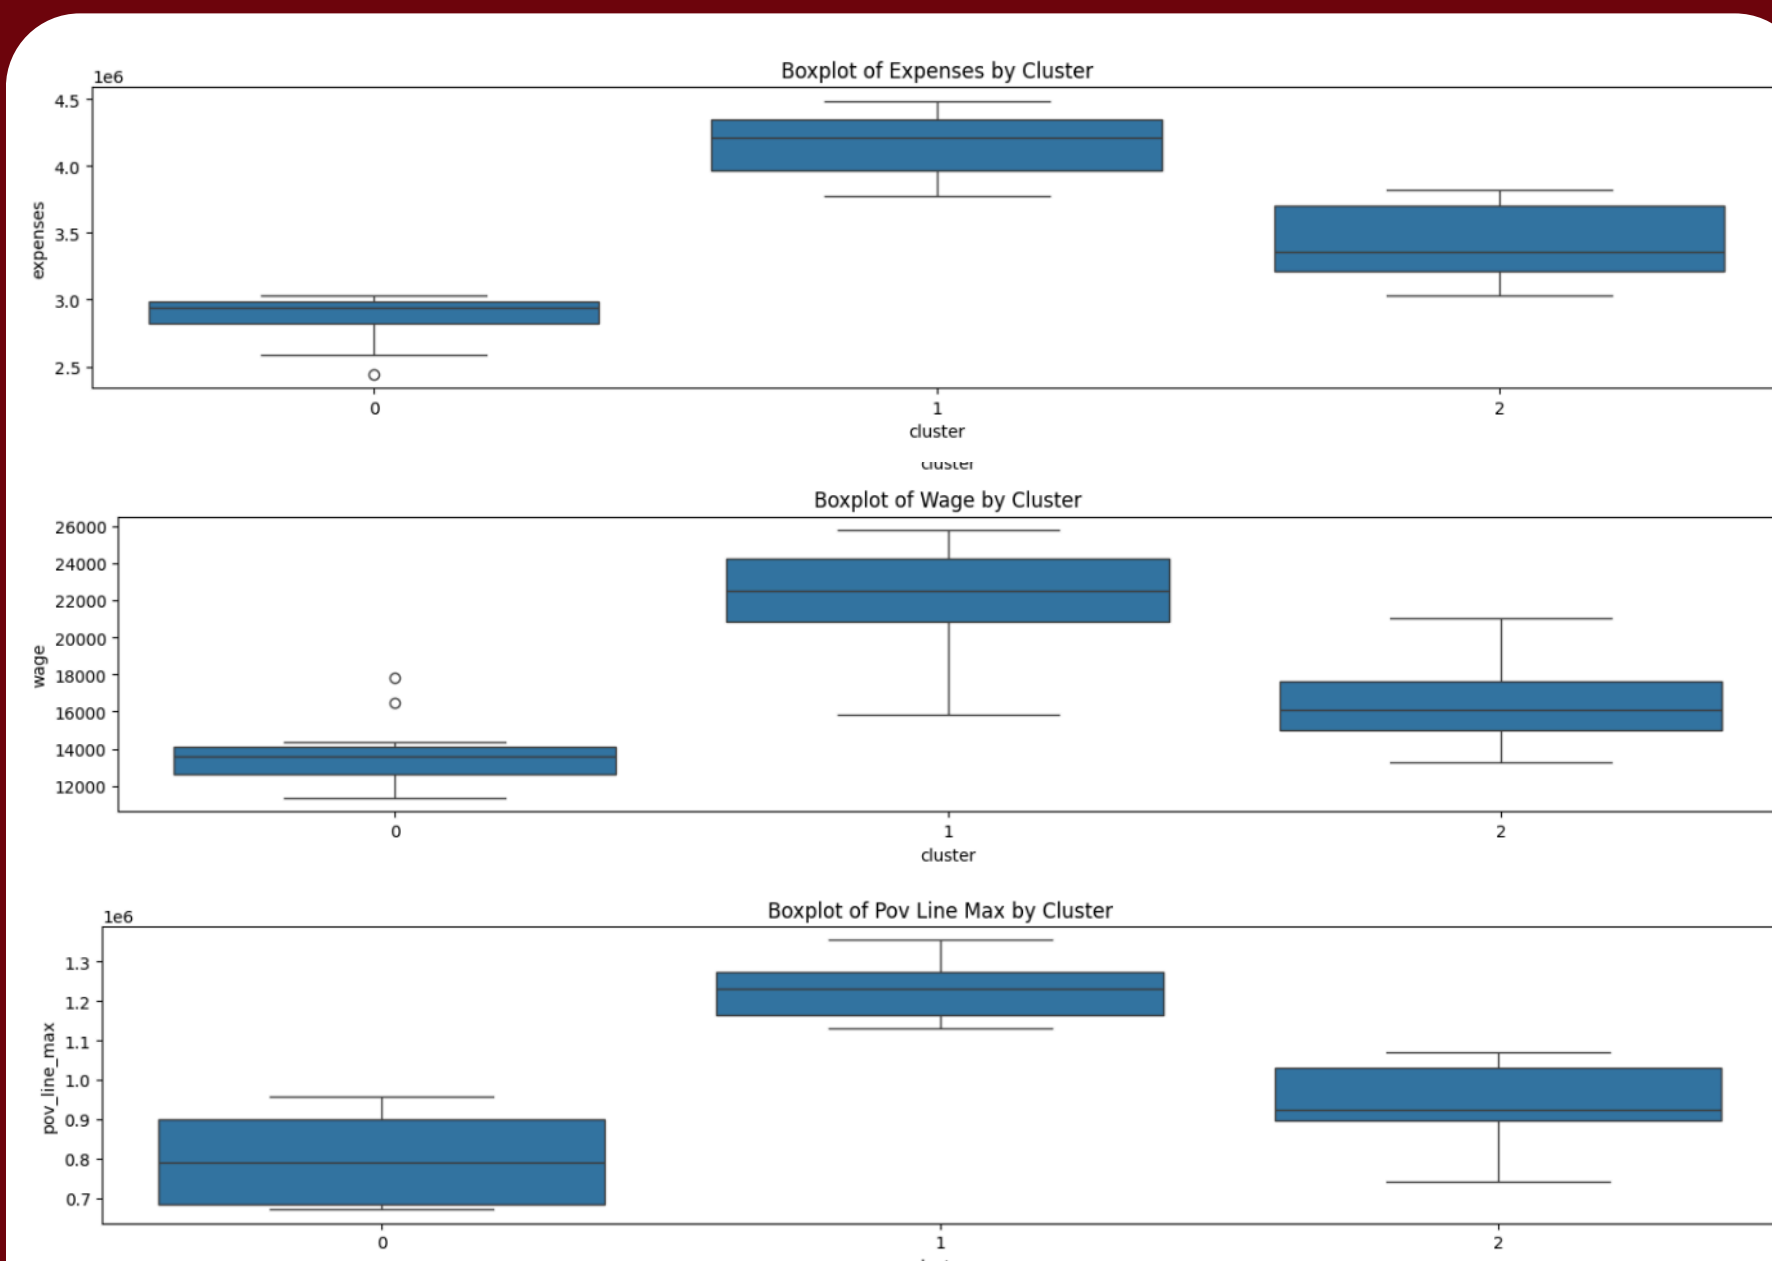 Boxplot of Expenses by Cluster
1e6
4.5
4.0
3.5
3.0
2.5
expenses
0 1 2
cluster
cluster
Boxplot of Wage by Cluster
26000
24000
22000
20000
18000
16000
14000
12000
wage
0 1 2
cluster
Boxplot of Pov Line Max by Cluster
1e6
1.3
1.2
1.1
1.0
0.9
0.8
0.7
pov_line_max
0 1 2